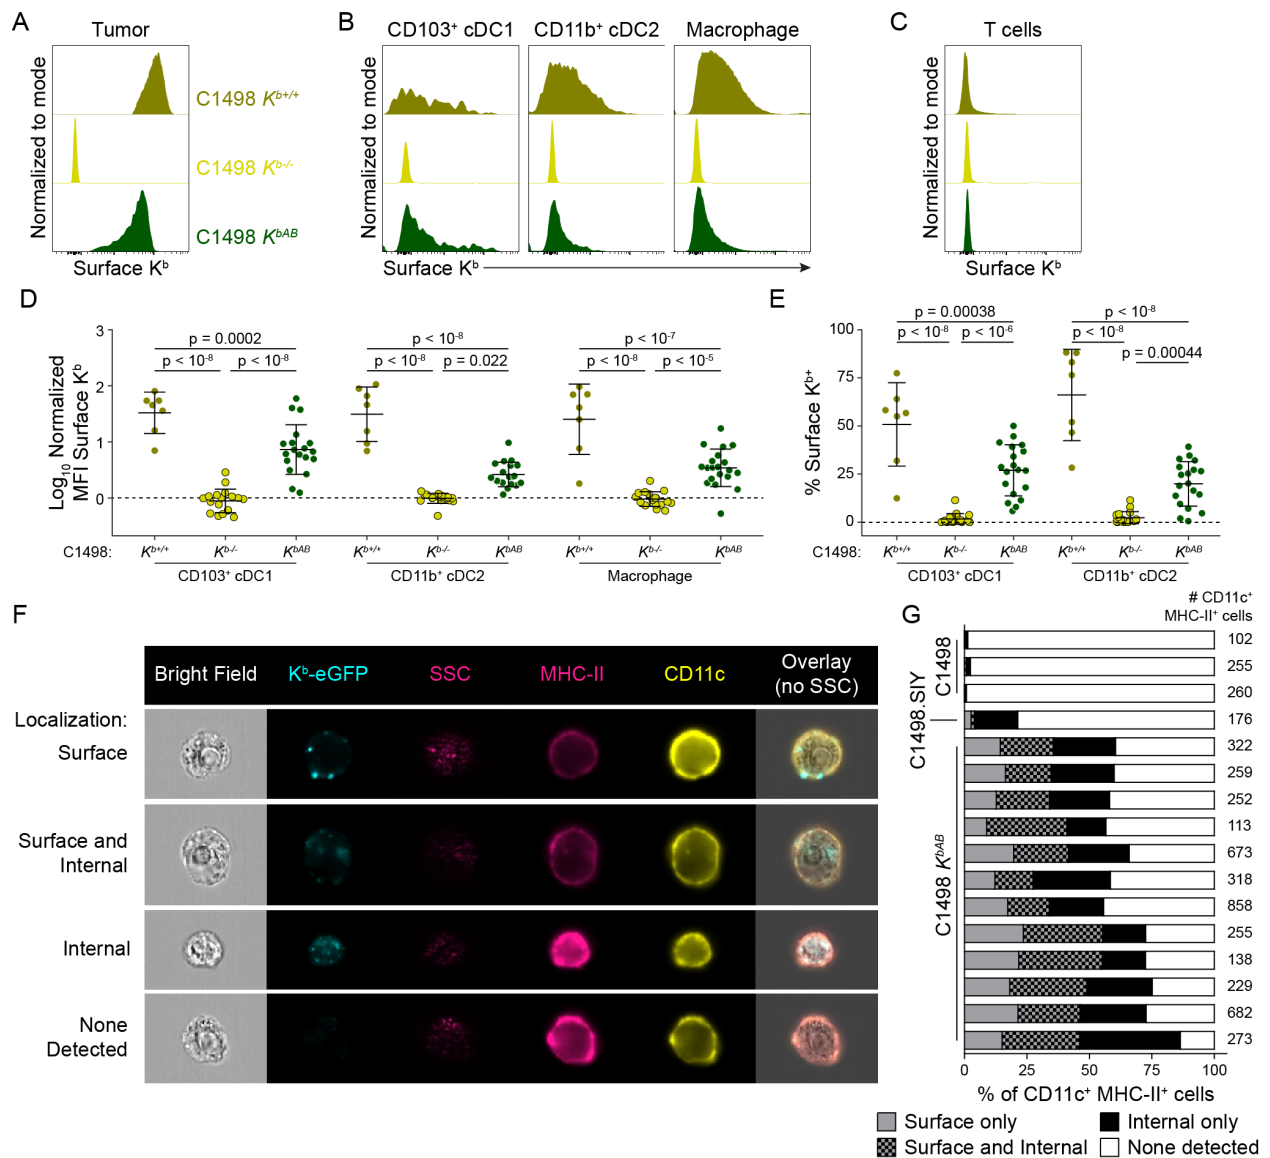 A
Tumor
Normalized to mode
C1498 Kb+/+
C1498 Kb-/-
C1498 KbAB
Surface Kb
B
CD103+ cDC1
CD11b+ cDC2
Macrophage
Normalized to mode
Surface Kb
C
T cells
Normalized to mode
Surface Kb
D
Log10 Normalized
MFI Surface Kb
3
2
1
0
p = 0.0002
p < 10-8
p < 10-8
p < 10-8
p < 10-8
p = 0.022
p < 10-7
p < 10-8
p < 10-5
C1498:
Kb+/+
Kb-/-
KbAB
Kb+/+
Kb-/-
KbAB
Kb+/+
Kb-/-
KbAB
CD103+ cDC1
CD11b+ cDC2
Macrophage
E
% Surface Kb+
100
75
50
25
0
p = 0.00038
p < 10-8
p < 10-6
p < 10-8
p < 10-8
p = 0.00044
C1498:
Kb+/+
Kb-/-
KbAB
Kb+/+
Kb-/-
KbAB
CD103+ cDC1
CD11b+ cDC2
F
Bright Field
Kb-eGFP
SSC
MHC-II
CD11c
Overlay
(no SSC)
Localization:
Surface
Surface and
Internal
Internal
None
Detected
G
# CD11c+
MHC-II+ cells
C1498
C1498.SIY
C1498 KbAB
102
255
260
176
322
259
252
113
673
318
858
255
138
229
682
273
0
25
50
75
100
% of CD11c+ MHC-II+ cells
Surface only
Internal only
Surface and Internal
None detected